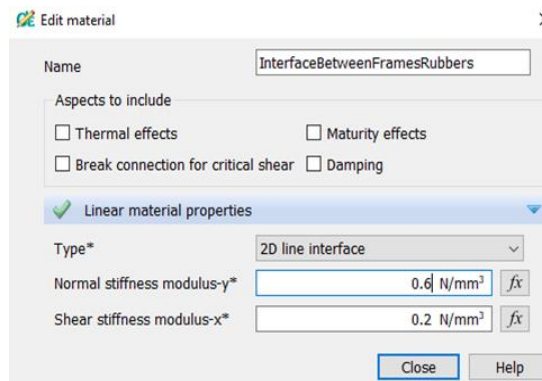 Edit material
Name InterfaceBetweenFramesRubbers
Aspects to include
Thermal effects Maturity effects
Break connection for critical shear Damping
Linear material properties
Type* 2D line interface
Normal stiffness modulus-y* 0.6 N/mm³ fx
Shear stiffness modulus-x* 0.2 N/mm³ fx
Close Help